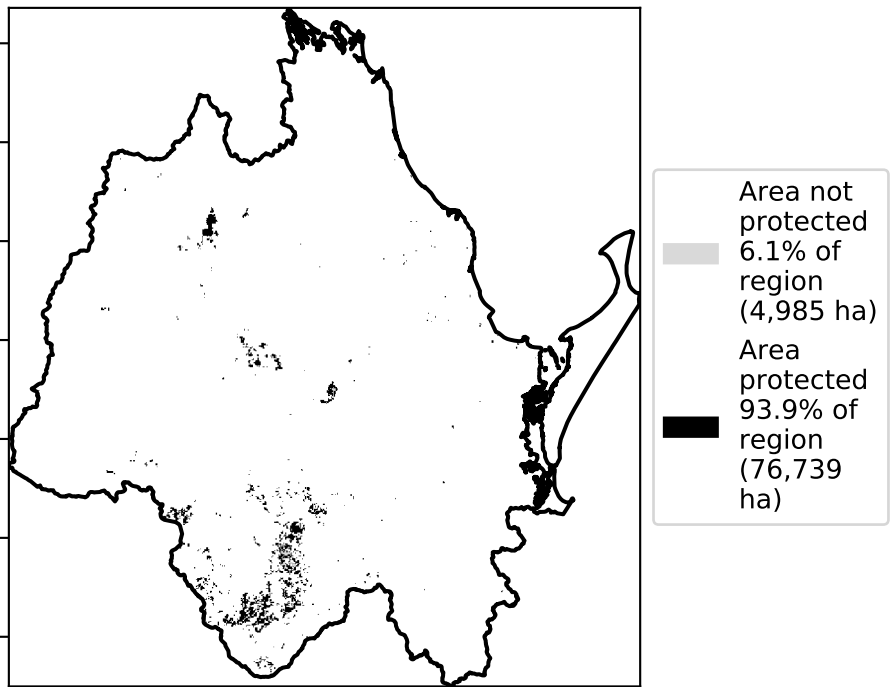 Area not
protected
6.1% of
region
(4,985 ha)
Area
protected
93.9% of
region
(76,739
ha)